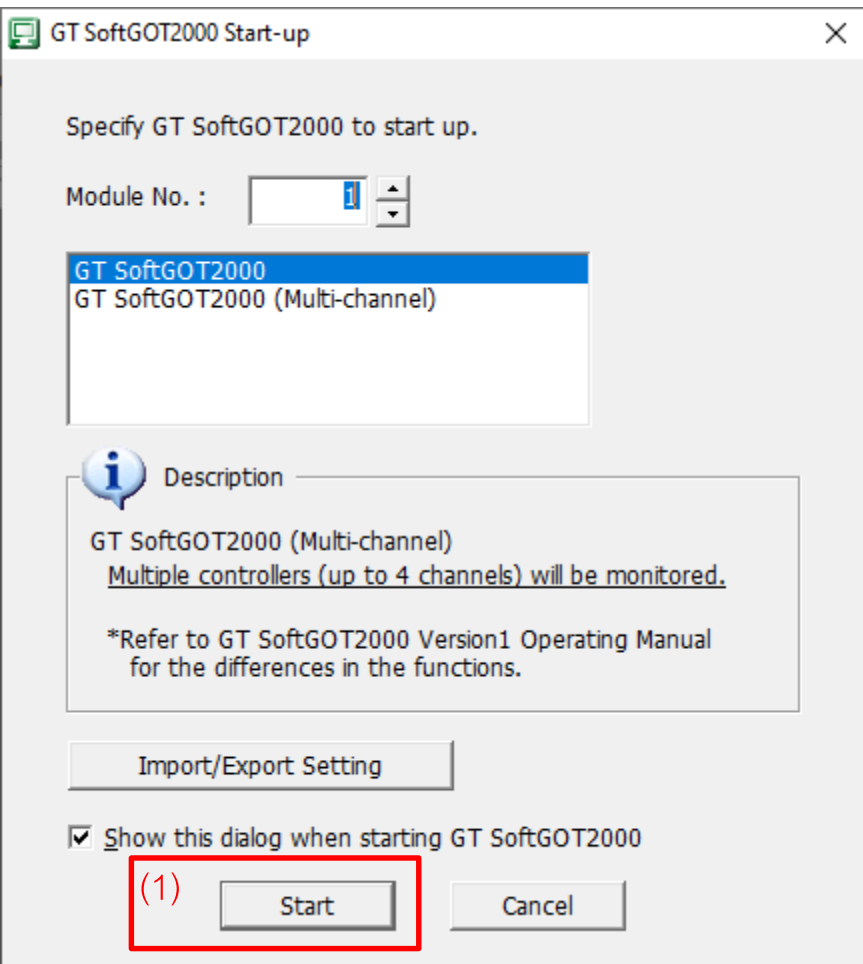 GT SoftGOT2000 Start-up
Specify GT SoftGOT2000 to start up.
Module No. : 1
GT SoftGOT2000
GT SoftGOT2000 (Multi-channel)
Description
GT SoftGOT2000 (Multi-channel)
Multiple controllers (up to 4 channels) will be monitored.
*Refer to GT SoftGOT2000 Version1 Operating Manual
for the differences in the functions.
Import/Export Setting
Show this dialog when starting GT SoftGOT2000
(1) Start Cancel